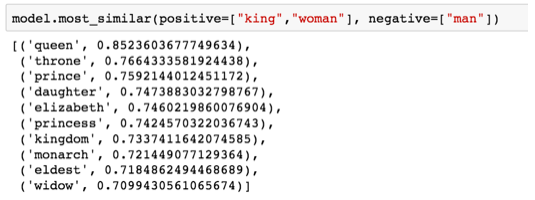 model.most_similar(positive=["king","woman"], negative=["man"])
[('queen', 0.8523603677749634),
('throne', 0.7664333581924438),
('prince', 0.7592144012451172),
('daughter', 0.7473883032798767),
('elizabeth', 0.7460219860076904),
('princess', 0.7424570322036743),
('kingdom', 0.7337411642074585),
('monarch', 0.721449077129364),
('eldest', 0.7184862494468689),
('widow', 0.7099430561065674)]